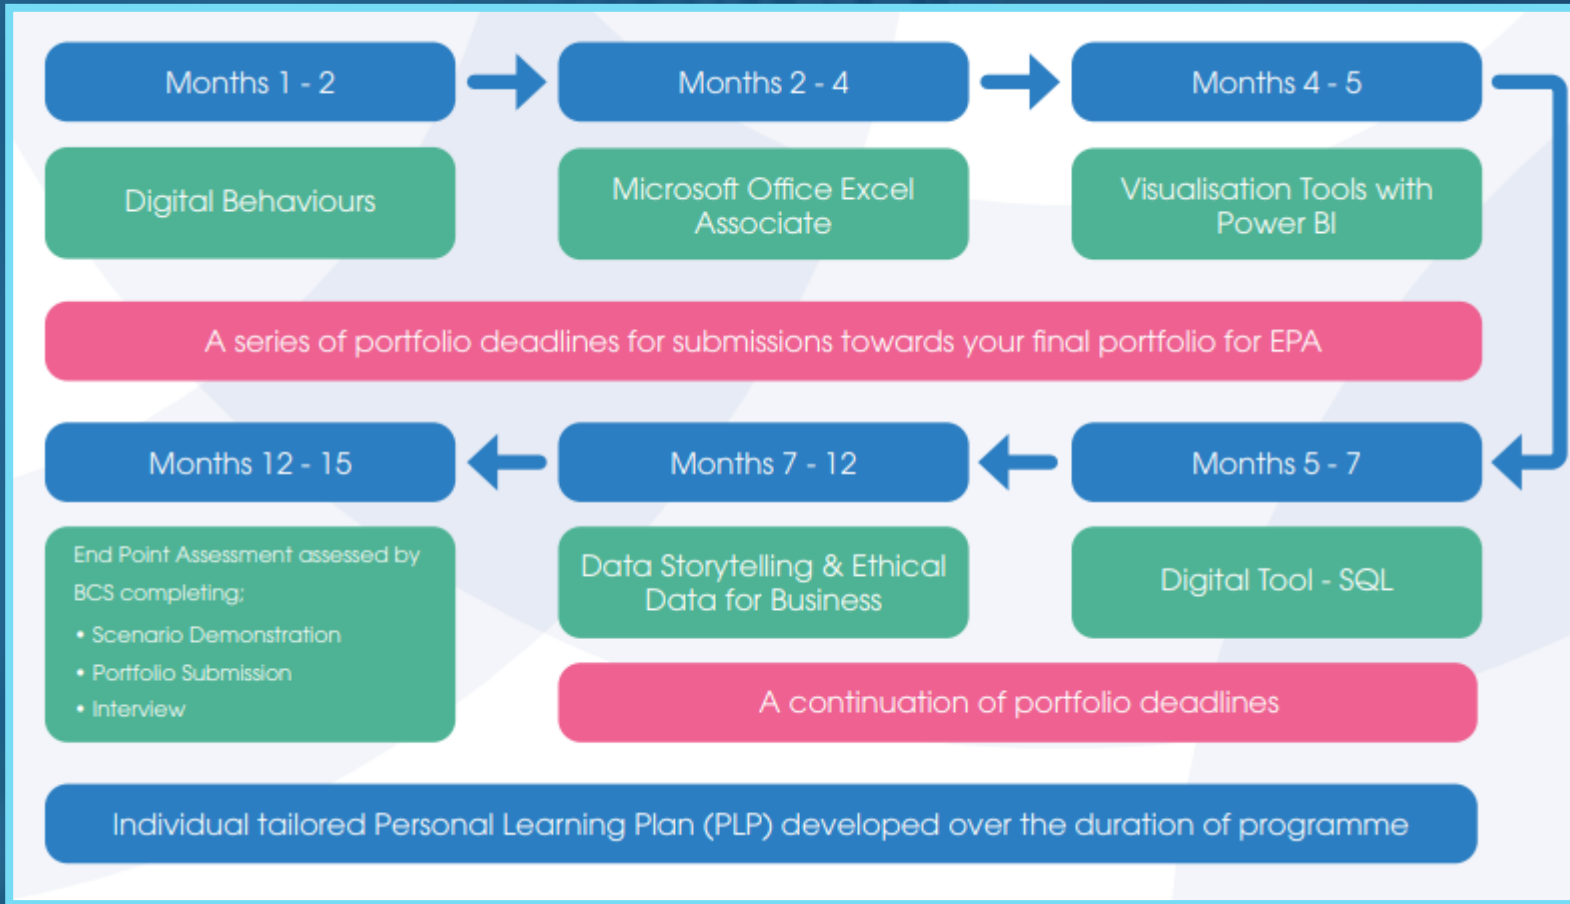 Months 1 - 2
Months 2 - 4
Months 4 - 5
Digital Behaviours
Microsoft Office Excel
Associate
Visualisation Tools with
Power BI
A series of portfolio deadlines for submissions towards your final portfolio for EPA
Months 12 - 15
Months 7 - 12
Months 5 - 7
End Point Assessment assessed by
BCS completing;
• Scenario Demonstration
• Portfolio Submission
• Interview
Data Storytelling & Ethical
Data for Business
Digital Tool - SQL
A continuation of portfolio deadlines
Individual tailored Personal Learning Plan (PLP) developed over the duration of programme